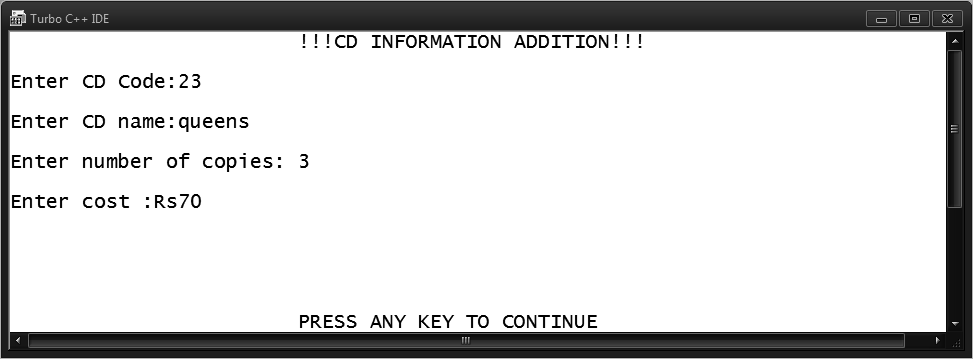 Turbo C++ IDE
!!!CD INFORMATION ADDITION!!!
Enter CD Code:23
Enter CD name:queens
Enter number of copies: 3
Enter cost :Rs70
PRESS ANY KEY TO CONTINUE